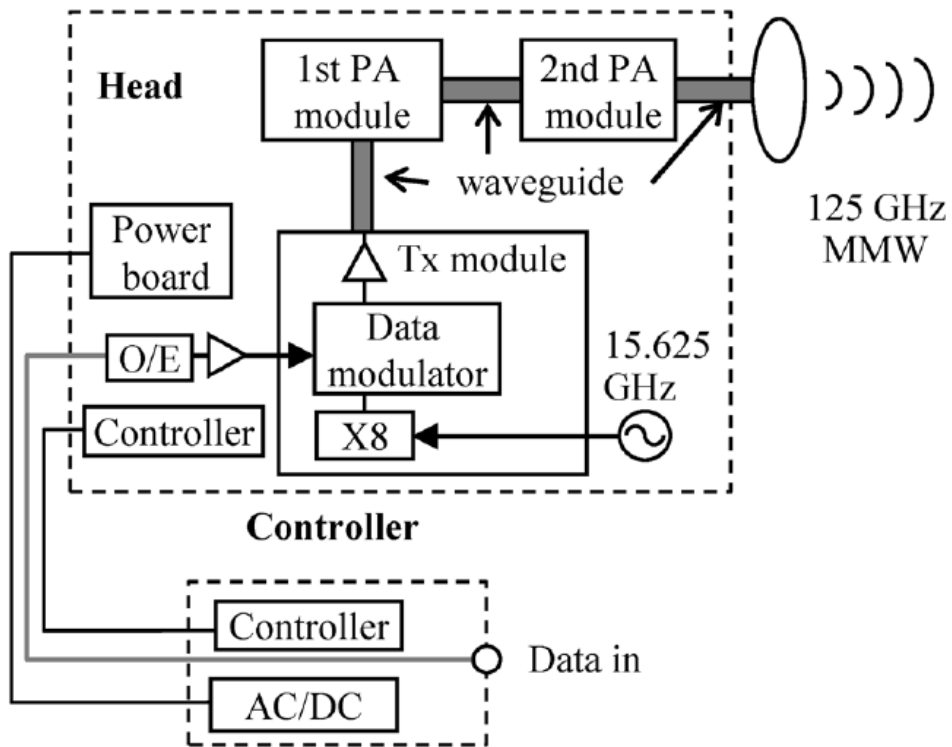 Head
1st PA
module
2nd PA
module
waveguide
125 GHz
MMW
Power
board
Tx module
Data
modulator
O/E
15.625
GHz
Controller
X8
Controller
Controller
Data in
AC/DC